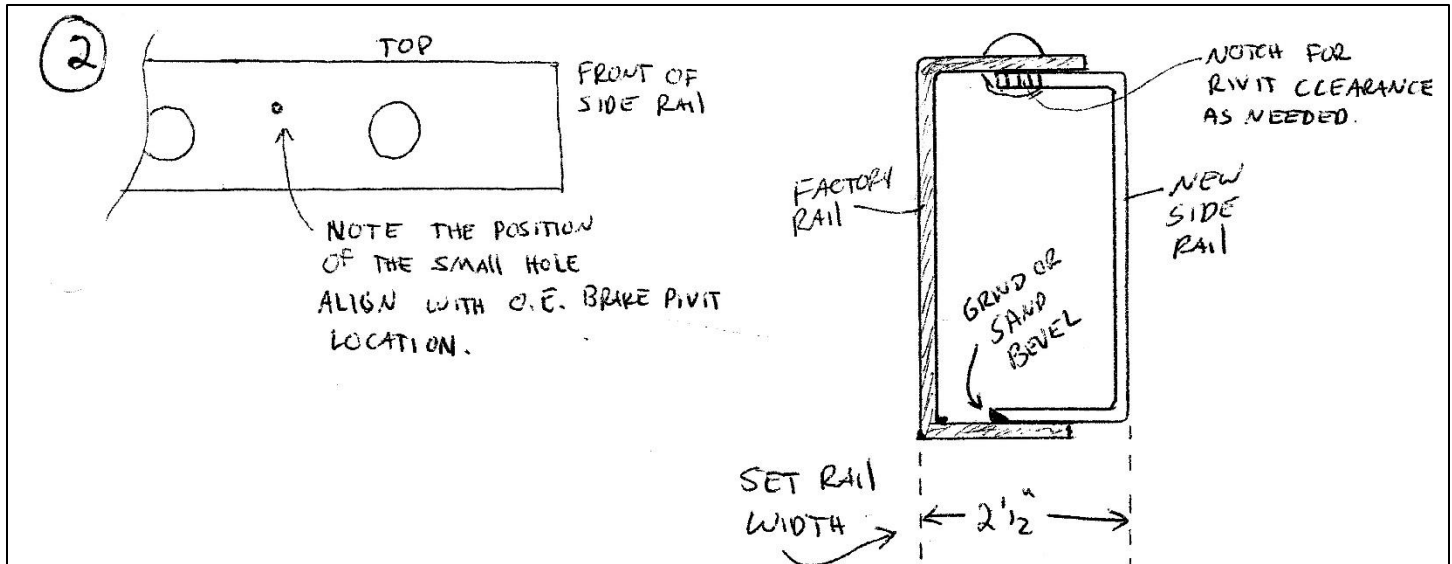 2
TOP
FRONT OF
SIDE RAIL
NOTE THE POSITION
OF THE SMALL HOLE
ALIGN WITH O.E. BRAKE PIVIT
LOCATION.
NOTCH FOR
RIVIT CLEARANCE
AS NEEDED.
FACTORY
RAIL
NEW
SIDE
RAIL
GRIND OR
SAND
BEVEL
SET RAIL
WIDTH
2 1/2"